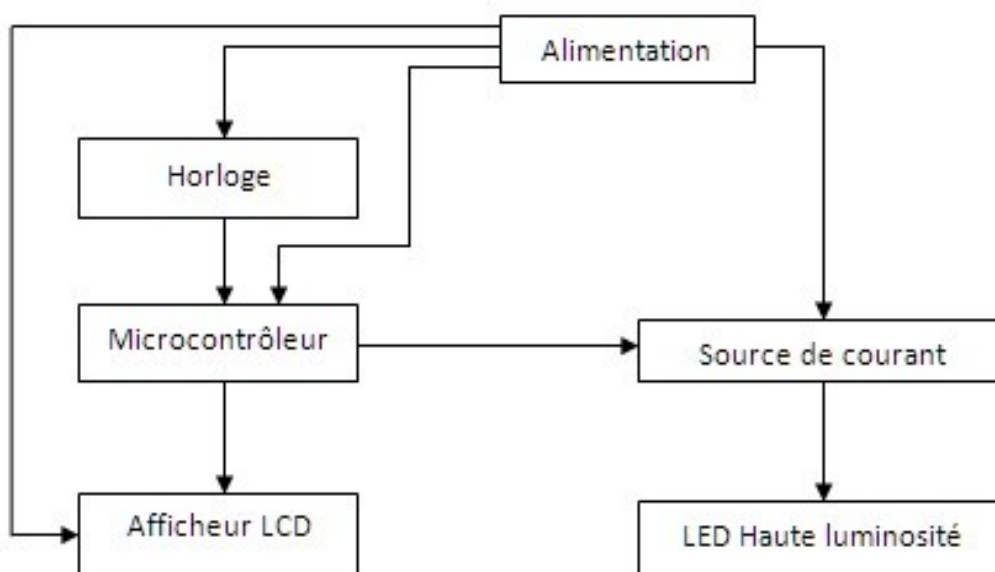 Alimentation
Horloge
Microcontrôleur
Source de courant
Afficheur LCD
LED Haute luminosité